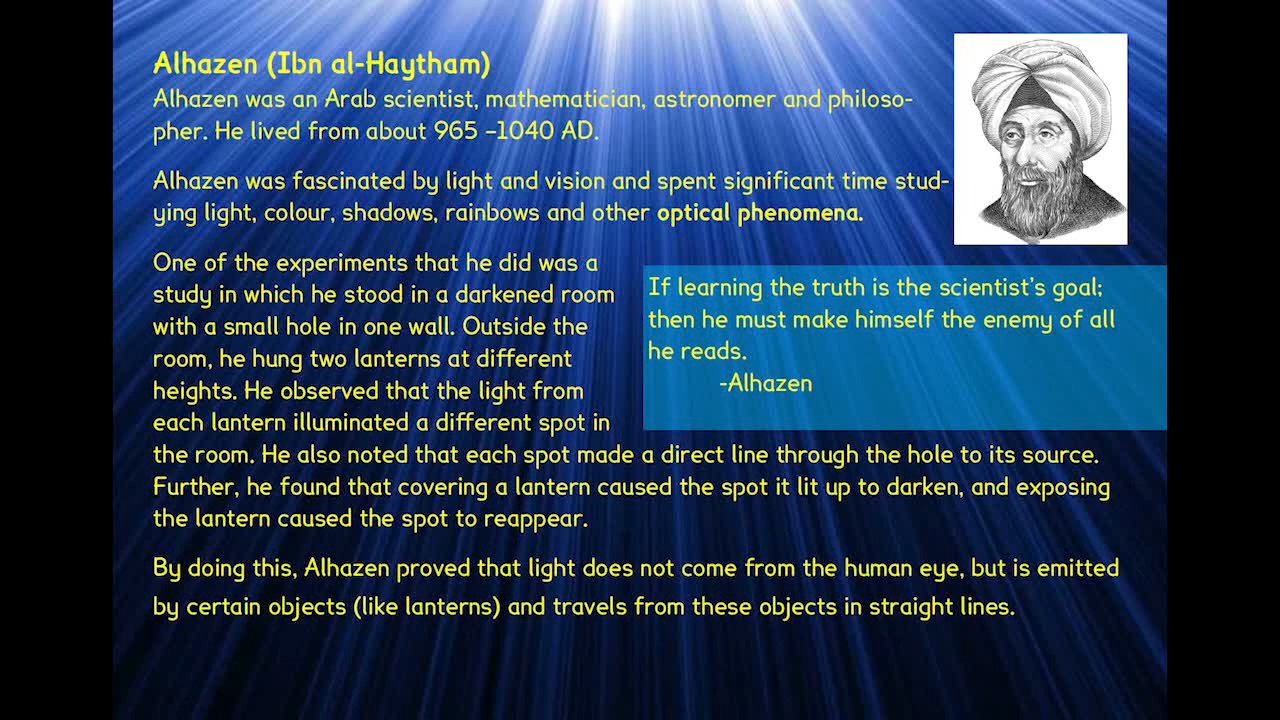 Alhazen (Ibn al-Haytham)
Alhazen was an Arab scientist, mathematician, astronomer and philoso-
pher. He lived from about 965 –1040 AD.
Alhazen was fascinated by light and vision and spent significant time stud-
ying light, colour, shadows, rainbows and other optical phenomena.
One of the experiments that he did was a
study in which he stood in a darkened room
with a small hole in one wall. Outside the
room, he hung two lanterns at different
heights. He observed that the light from
each lantern illuminated a different spot in
the room. He also noted that each spot made a direct line through the hole to its source.
Further, he found that covering a lantern caused the spot it lit up to darken, and exposing
the lantern caused the spot to reappear.
If learning the truth is the scientist's goal;
then he must make himself the enemy of all
he reads.
-Alhazen
By doing this, Alhazen proved that light does not come from the human eye, but is emitted
by certain objects (like lanterns) and travels from these objects in straight lines.